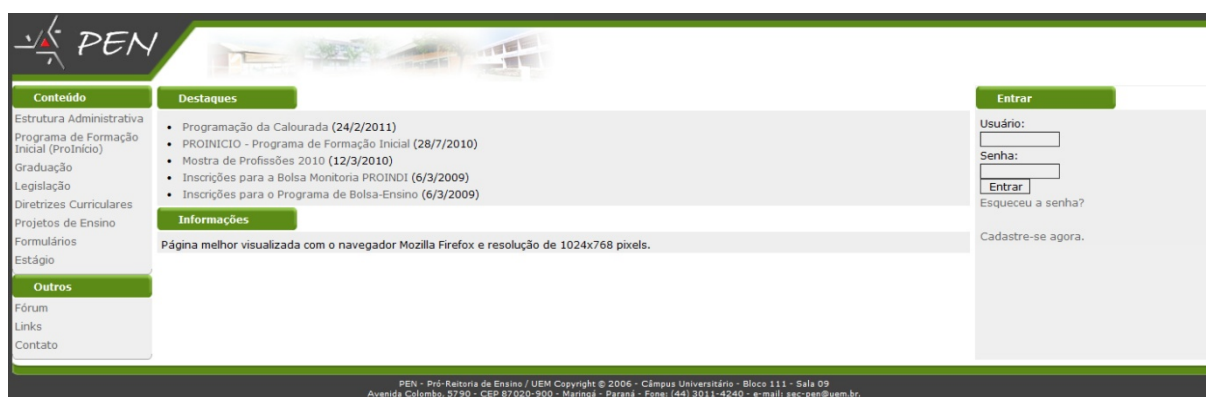 PEN
Conteúdo
Estrutura Administrativa
Programa de Formação
Inicial (ProInício)
Graduação
Legislação
Diretrizes Curriculares
Projetos de Ensino
Formulários
Estágio
Outros
Fórum
Links
Contato
Destaques
Programação da Calourada (24/2/2011)
PROINICIO - Programa de Formação Inicial (28/7/2010)
Mostra de Profissões 2010 (12/3/2010)
Inscrições para a Bolsa Monitoria PROINDI (6/3/2009)
Inscrições para o Programa de Bolsa-Ensino (6/3/2009)
Informações
Página melhor visualizada com o navegador Mozilla Firefox e resolução de 1024x768 pixels.
Entrar
Usuário:
Senha:
Entrar
Esqueceu a senha?
Cadastre-se agora.
PEN - Pró-Reitoria de Ensino / UEM Copyright © 2006 - Câmpus Universitário - Bloco 111 - Sala 09
Avenida Colombo, 5790 - CEP 87020-900 - Maringá - Paraná - Fone: (44) 3011-4240 - e-mail: sec-pen@uem.br.